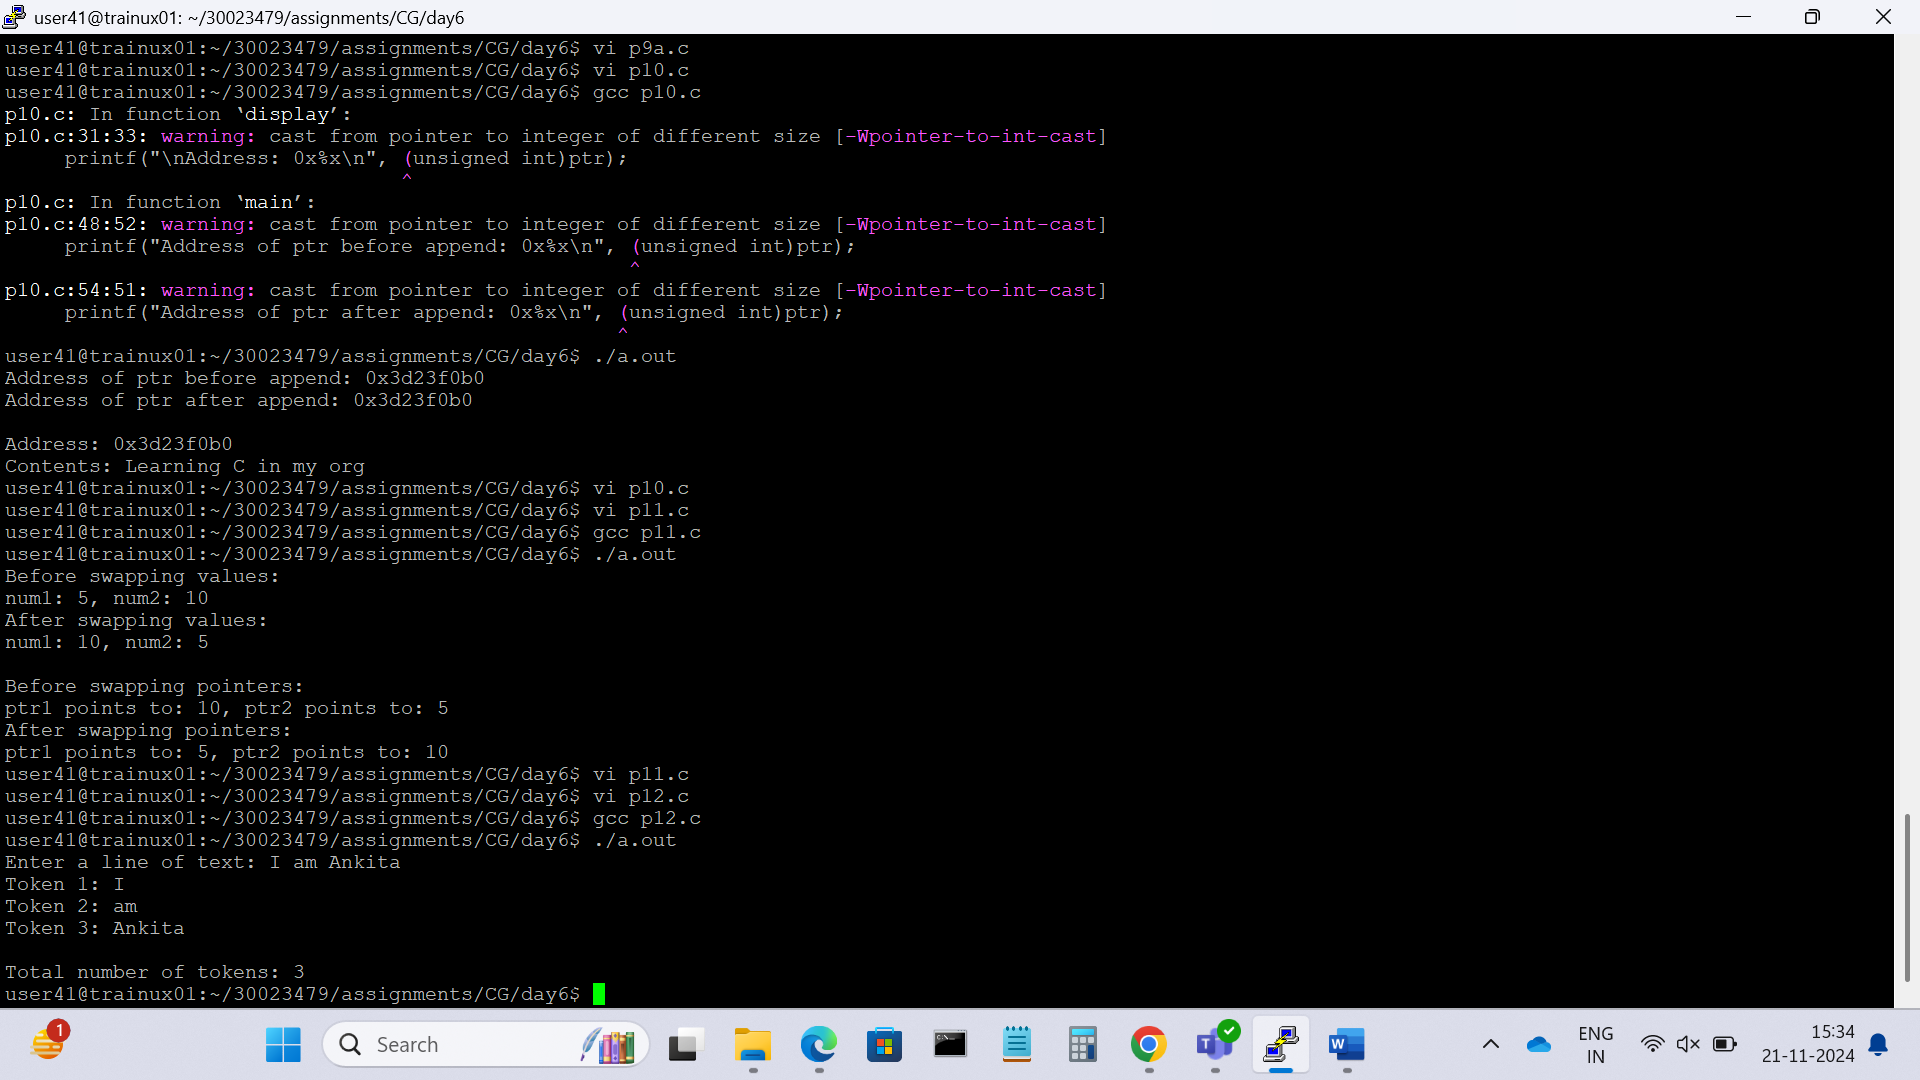 user41@trainux01: ~/30023479/assignments/CG/day6
user41@trainux01:~/30023479/assignments/CG/day6$ vi p9a.c
user41@trainux01:~/30023479/assignments/CG/day6$ vi p10.c
user41@trainux01:~/30023479/assignments/CG/day6$ gcc p10.c
p10.c: In function ‘display’:
p10.c:31:33: warning: cast from pointer to integer of different size [-Wpointer-to-int-cast]
     printf("\nAddress: 0x%x\n", (unsigned int)ptr);
                                 ^
p10.c: In function ‘main’:
p10.c:48:52: warning: cast from pointer to integer of different size [-Wpointer-to-int-cast]
     printf("Address of ptr before append: 0x%x\n", (unsigned int)ptr);
                                                    ^
p10.c:54:51: warning: cast from pointer to integer of different size [-Wpointer-to-int-cast]
     printf("Address of ptr after append: 0x%x\n", (unsigned int)ptr);
                                                   ^
user41@trainux01:~/30023479/assignments/CG/day6$ ./a.out
Address of ptr before append: 0x3d23f0b0
Address of ptr after append: 0x3d23f0b0
Address: 0x3d23f0b0
Contents: Learning C in my org
user41@trainux01:~/30023479/assignments/CG/day6$ vi p10.c
user41@trainux01:~/30023479/assignments/CG/day6$ vi p11.c
user41@trainux01:~/30023479/assignments/CG/day6$ gcc p11.c
user41@trainux01:~/30023479/assignments/CG/day6$ ./a.out
Before swapping values:
num1: 5, num2: 10
After swapping values:
num1: 10, num2: 5
Before swapping pointers:
ptr1 points to: 10, ptr2 points to: 5
After swapping pointers:
ptr1 points to: 5, ptr2 points to: 10
user41@trainux01:~/30023479/assignments/CG/day6$ vi p11.c
user41@trainux01:~/30023479/assignments/CG/day6$ vi p12.c
user41@trainux01:~/30023479/assignments/CG/day6$ gcc p12.c
user41@trainux01:~/30023479/assignments/CG/day6$ ./a.out
Enter a line of text: I am Ankita
Token 1: I
Token 2: am
Token 3: Ankita
Total number of tokens: 3
user41@trainux01:~/30023479/assignments/CG/day6$
1
Search
ENG
IN
15:34
21-11-2024